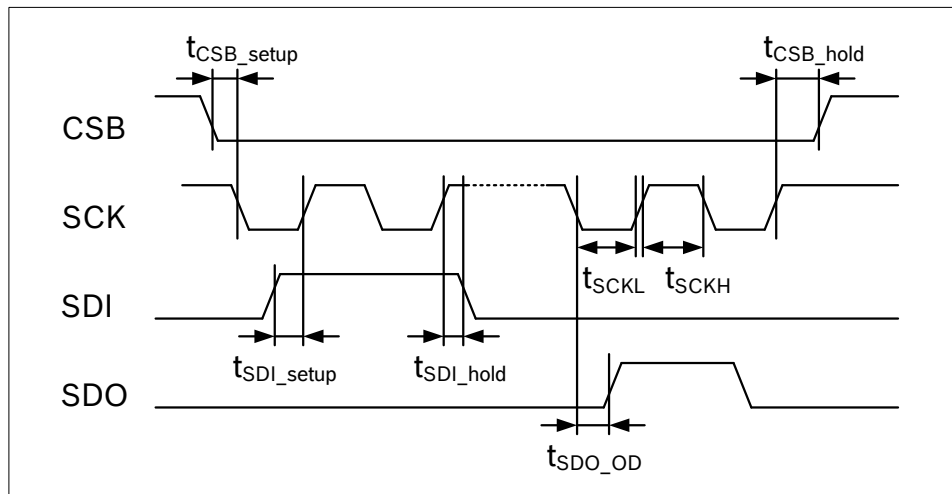 tCSB_setup
tCSB_hold
CSB
SCK
tSCKL
tSCKH
SDI
tSDI_setup
tSDI_hold
SDO
tSDO_OD